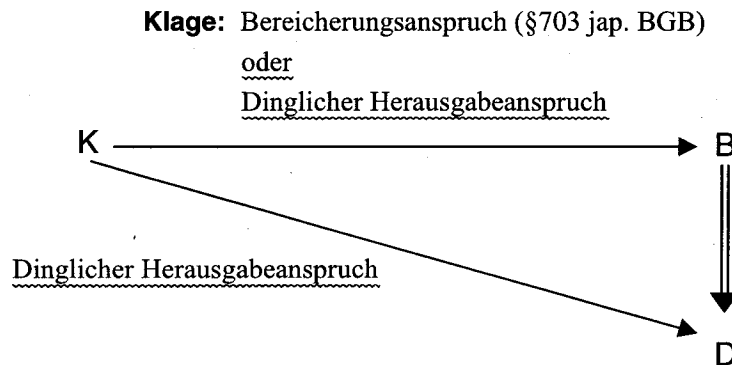 Klage: Bereicherungsanspruch (§703 jap. BGB)
oder
Dinglicher Herausgabeanspruch
K
B
Dinglicher Herausgabeanspruch
D